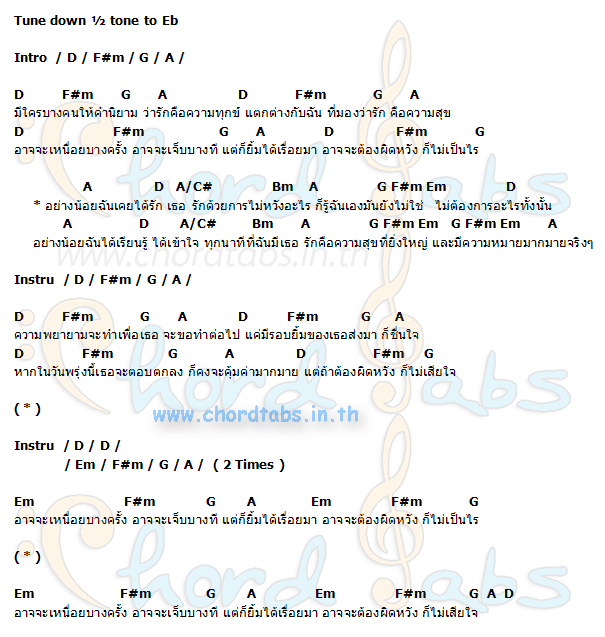 Tune down ½ tone to Eb
Intro / D / F#m / G / A /
D F#m G A D F#m G A
มีใครบางคนให้คำนิยาม ว่ารักคือความทุกข์ แตกต่างกับฉัน ที่มองว่ารัก คือความสุข
D F#m G A D F#m G
อาจจะเหนื่อยบางครั้ง อาจจะเจ็บบางที แต่ก็ยิ้มได้เรื่อยมา อาจจะต้องผิดหวัง ก็ไม่เป็นไร
A D A/C# Bm A G F#m Em D
* อย่างน้อยฉันเคยได้รัก เธอ รักด้วยการไม่หวังอะไร ก็รู้ฉันเองมันยังไม่ใช่ ไม่ต้องการอะไรทั้งนั้น
A D A/C# Bm A G F#m Em G F#m Em A
อย่างน้อยฉันได้เรียนรู้ ได้เข้าใจ ทุกนาทีที่ฉันมีเธอ รักคือความสุขที่ยิ่งใหญ่ และมีความหมายมากมายจริงๆ
www.chordtabs.in.th
Instru / D / F#m / G / A /
D F#m G A D F#m G A
ความพยายามจะทำเพื่อเธอ จะขอทำต่อไป แค่มีรอยยิ้มของเธอส่งมา ก็ชื่นใจ
D F#m G A D F#m G
หากในวันพรุ่งนี้เธอจะตอบตกลง ก็คงจะคุ้มค่ามากมาย แต่ถ้าต้องผิดหวัง ก็ไม่เสียใจ
( * )
www.chordtabs.in.th
Instru / D / D /
/ Em / F#m / G / A / ( 2 Times )
Em F#m G A Em F#m G
อาจจะเหนื่อยบางครั้ง อาจจะเจ็บบางที แต่ก็ยิ้มได้เรื่อยมา อาจจะต้องผิดหวัง ก็ไม่เป็นไร
( * )
Em F#m G A Em F#m G A D
อาจจะเหนื่อยบางครั้ง อาจจะเจ็บบางที แต่ก็ยิ้มได้เรื่อยมา อาจจะต้องผิดหวัง ก็ไม่เสียใจ